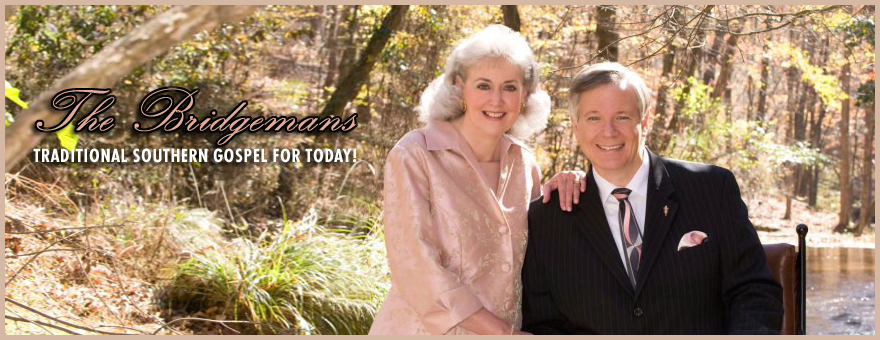 The Bridgemans
TRADITIONAL SOUTHERN GOSPEL FOR TODAY!